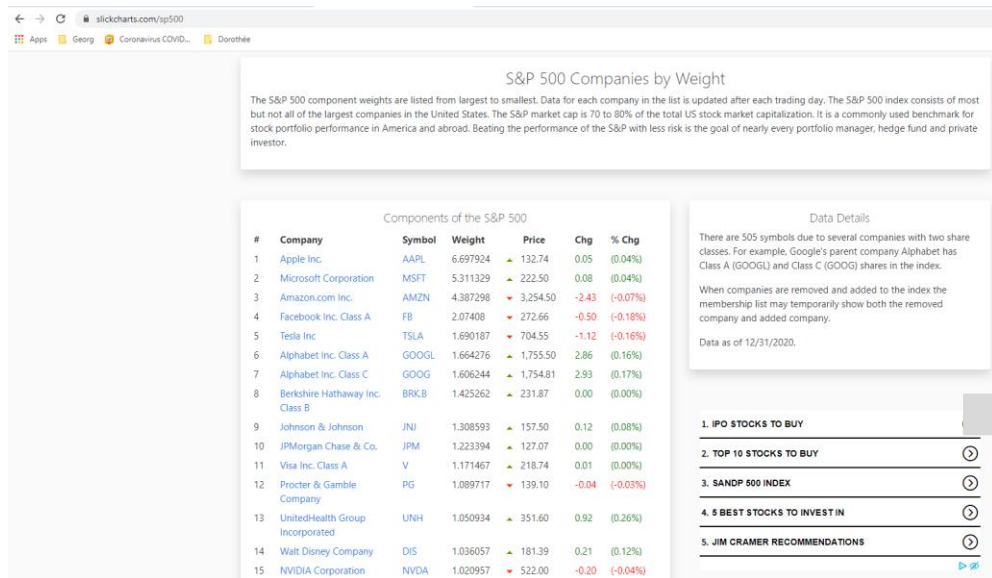 slickcharts.com/sp500
Apps Georg Coronavirus COVID... Dorothée
S&P 500 Companies by Weight
The S&P 500 component weights are listed from largest to smallest. Data for each company in the list is updated after each trading day. The S&P 500 index consists of most
but not all of the largest companies in the United States. The S&P market cap is 70 to 80% of the total US stock market capitalization. It is a commonly used benchmark for
stock portfolio performance in America and abroad. Beating the performance of the S&P with less risk is the goal of nearly every portfolio manager, hedge fund and private
investor.
Components of the S&P 500
# Company Symbol Weight Price Chg % Chg
1 Apple Inc. AAPL 6.697924 132.74 0.05 (0.04%)
2 Microsoft Corporation MSFT 5.311329 222.50 0.08 (0.04%)
3 Amazon.com Inc. AMZN 4.387298 3,254.50 -2.43 (-0.07%)
4 Facebook Inc. Class A FB 2.07408 272.66 -0.50 (-0.18%)
5 Tesla Inc TSLA 1.690187 704.55 -1.12 (-0.16%)
6 Alphabet Inc. Class A GOOGL 1.664276 1,755.50 2.86 (0.16%)
7 Alphabet Inc. Class C GOOG 1.606244 1,754.81 2.93 (0.17%)
8 Berkshire Hathaway Inc. BRK.B 1.425262 231.87 0.00 (0.00%)
Class B
9 Johnson & Johnson JNJ 1.308593 157.50 0.12 (0.08%)
10 JPMorgan Chase & Co. JPM 1.223394 127.07 0.00 (0.00%)
11 Visa Inc. Class A V 1.171467 218.74 0.01 (0.00%)
12 Procter & Gamble PG 1.089717 139.10 -0.04 (-0.03%)
Company
13 UnitedHealth Group UNH 1.050934 351.60 0.92 (0.26%)
Incorporated
14 Walt Disney Company DIS 1.036057 181.39 0.21 (0.12%)
15 NVIDIA Corporation NVDA 1.020957 522.00 -0.20 (-0.04%)
Data Details
There are 505 symbols due to several companies with two share
classes. For example, Google's parent company Alphabet has
Class A (GOOGL) and Class C (GOOG) shares in the index.
When companies are removed and added to the index the
membership list may temporarily show both the removed
company and added company.
Data as of 12/31/2020.
1. IPO STOCKS TO BUY
2. TOP 10 STOCKS TO BUY
3. SANDP 500 INDEX
4. 5 BEST STOCKS TO INVEST IN
5. JIM CRAMER RECOMMENDATIONS